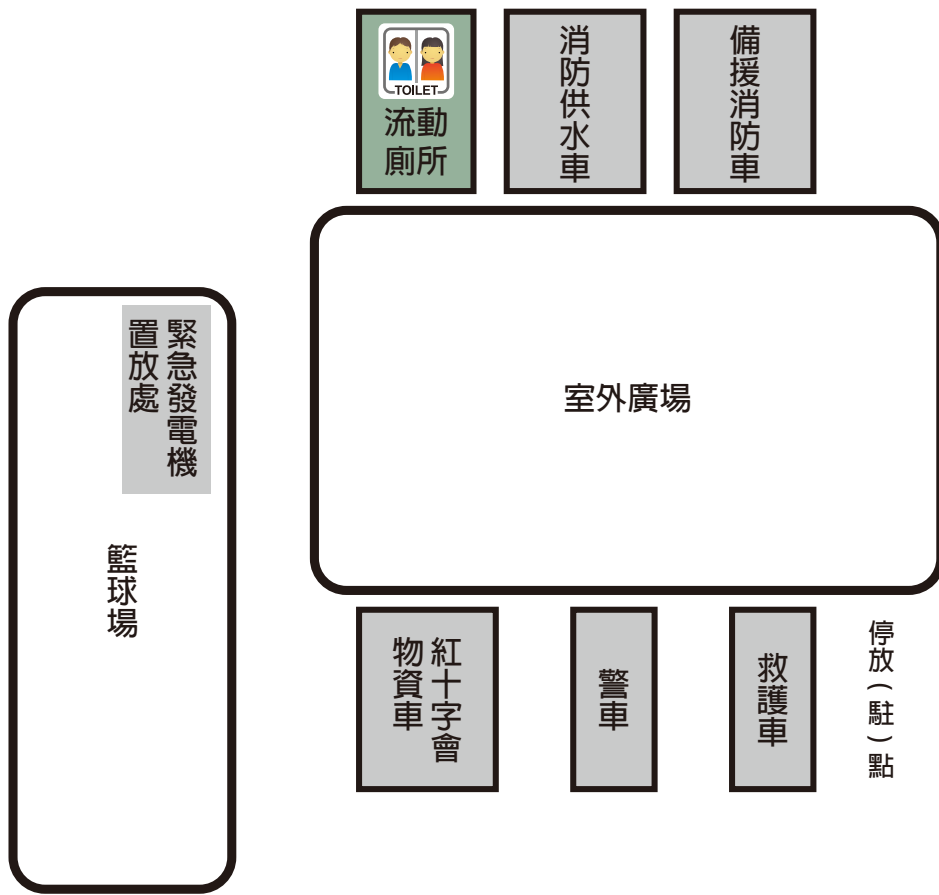 TOILET
流動
廁所
消防供水車
備援消防車
室外廣場
緊急發電機
置放處
籃球場
紅十字會
物資車
警車
救護車
停放(駐)點